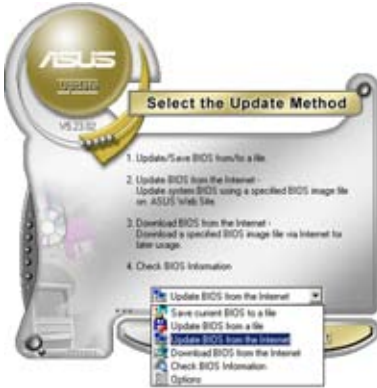 ASUS
Update
V5.23.02
Select the Update Method
1. Update/Save BIOS from/to a file.
2. Update BIOS from the Internet -
Update system BIOS using a specified BIOS image file
on ASUS Web Site.
3. Download BIOS from the Internet -
Download a specified BIOS image file via Internet for
later usage.
4. Check BIOS Information
Update BIOS from the Internet
Save current BIOS to a file
Update BIOS from a file
Update BIOS from the Internet
Download BIOS from the Internet
Check BIOS Information
Options